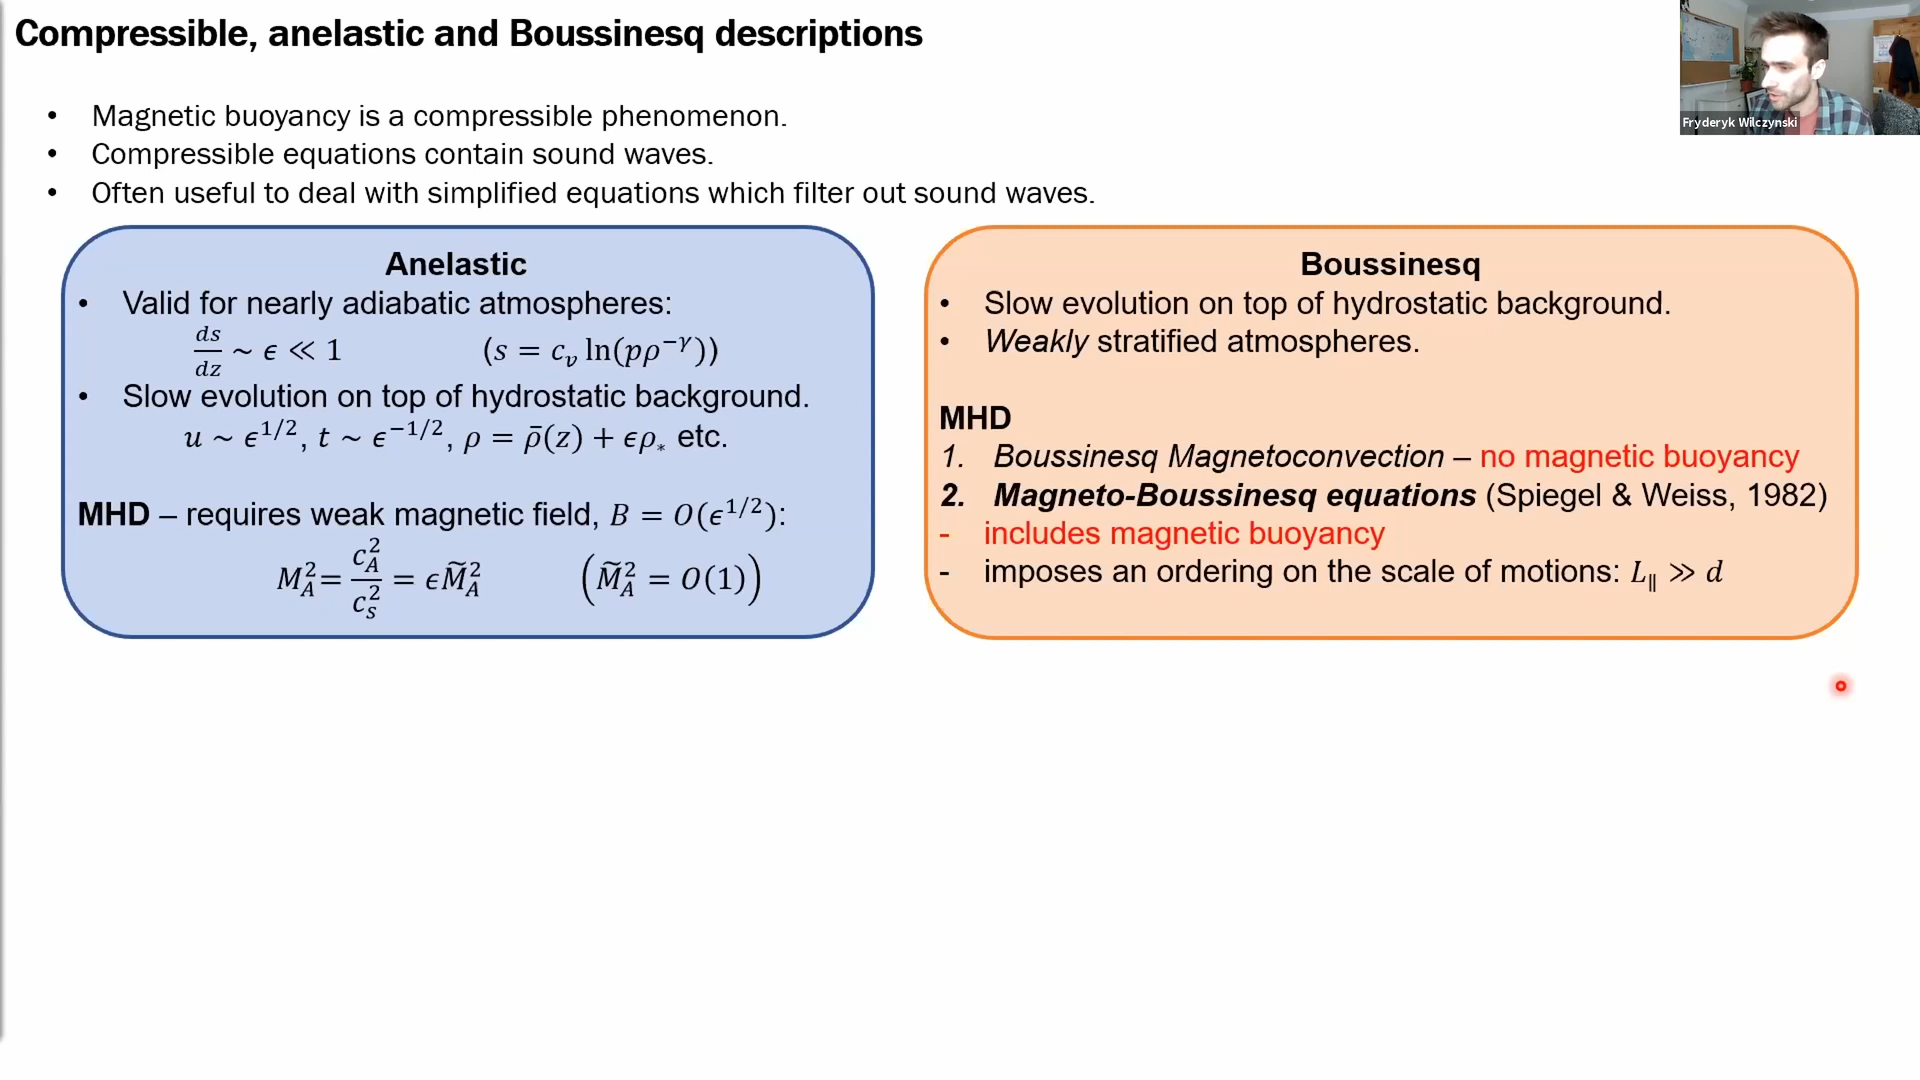 Compressible, anelastic and Boussinesq descriptions
Fryderyk Wilczynski
• Magnetic buoyancy is a compressible phenomenon.
• Compressible equations contain sound waves.
• Often useful to deal with simplified equations which filter out sound waves.
Anelastic
• Valid for nearly adiabatic atmospheres:
ds/dz ~ ϵ ≪ 1 (s = c_v ln(pρ^{−γ}))
• Slow evolution on top of hydrostatic background.
u ~ ϵ^{1/2}, t ~ ϵ^{−1/2}, ρ = ρ̄(z) + ϵρ_* etc.
MHD – requires weak magnetic field, B = O(ϵ^{1/2}):
M_A^2 = c_A^2/c_s^2 = ϵM̃_A^2 (M̃_A^2 = O(1))
Boussinesq
• Slow evolution on top of hydrostatic background.
• Weakly stratified atmospheres.
MHD
1. Boussinesq Magnetoconvection – no magnetic buoyancy
2. Magneto-Boussinesq equations (Spiegel & Weiss, 1982)
- includes magnetic buoyancy
- imposes an ordering on the scale of motions: L_∥ ≫ d